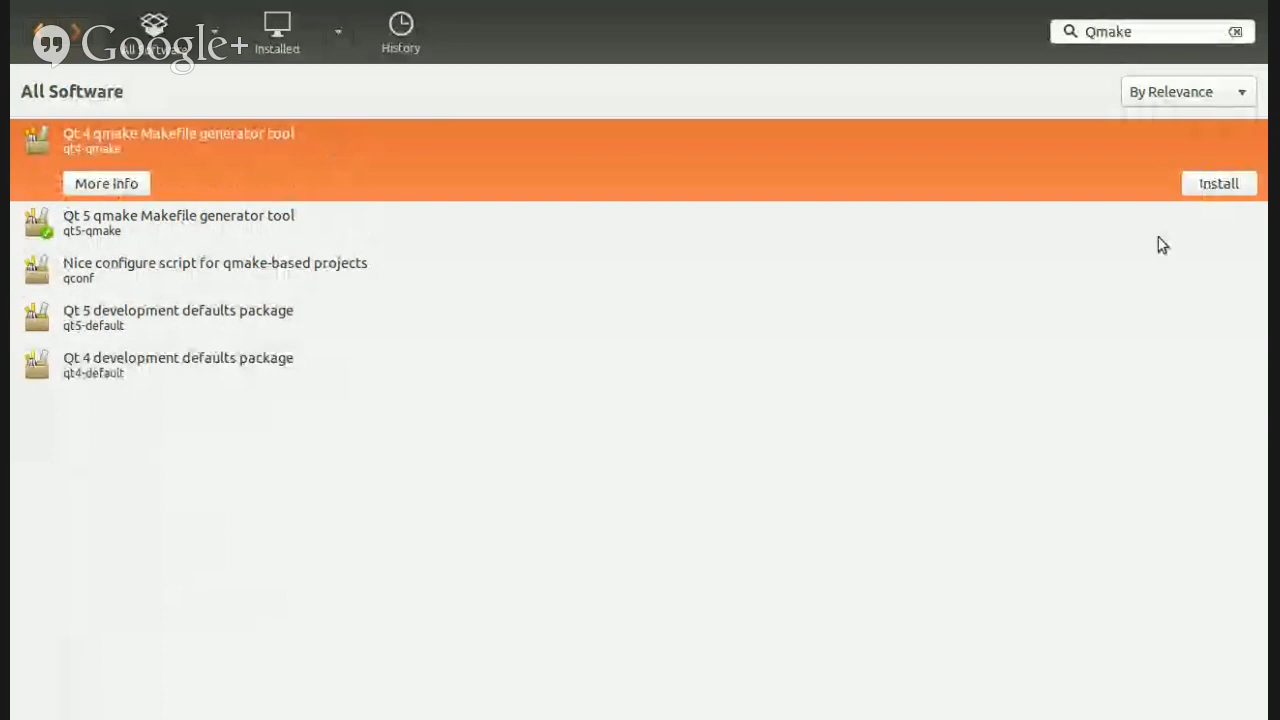 Google+
All Software
Installed
History
Qmake
All Software
By Relevance
Qt 4 qmake Makefile generator tool
qt4-qmake
More Info
Install
Qt 5 qmake Makefile generator tool
qt5-qmake
Nice configure script for qmake-based projects
qconf
Qt 5 development defaults package
qt5-default
Qt 4 development defaults package
qt4-default